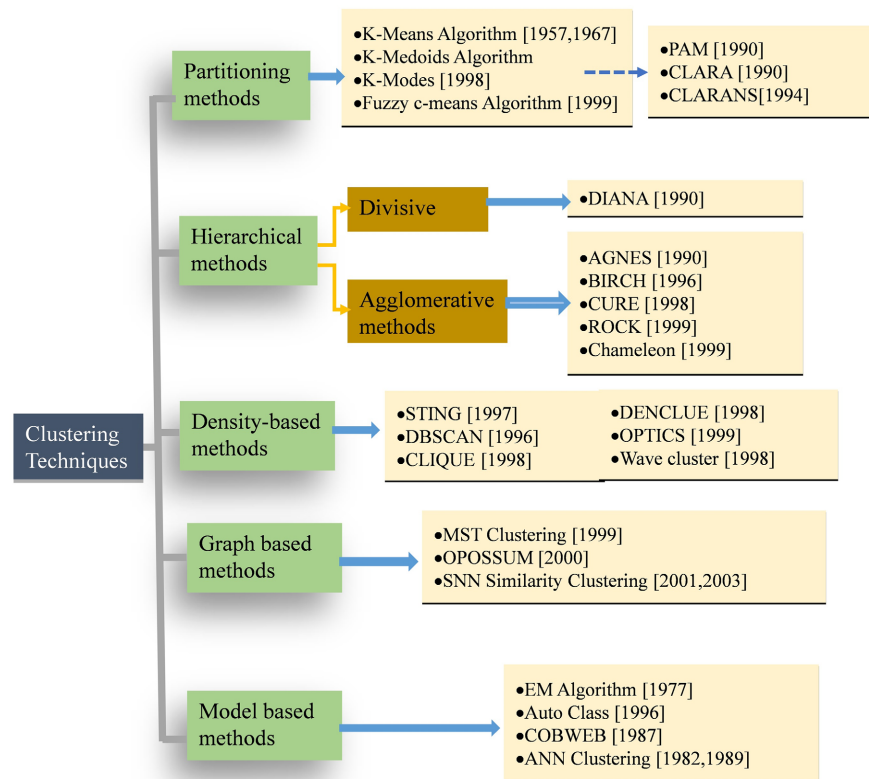 Clustering
Techniques
Partitioning
methods
●K-Means Algorithm [1957,1967]
●K-Medoids Algorithm
●K-Modes [1998]
●Fuzzy c-means Algorithm [1999]
●PAM [1990]
●CLARA [1990]
●CLARANS[1994]
Hierarchical
methods
Divisive
●DIANA [1990]
Agglomerative
methods
●AGNES [1990]
●BIRCH [1996]
●CURE [1998]
●ROCK [1999]
●Chameleon [1999]
Density-based
methods
●STING [1997]
●DBSCAN [1996]
●CLIQUE [1998]
●DENCLUE [1998]
●OPTICS [1999]
●Wave cluster [1998]
Graph based
methods
●MST Clustering [1999]
●OPOSSUM [2000]
●SNN Similarity Clustering [2001,2003]
Model based
methods
●EM Algorithm [1977]
●Auto Class [1996]
●COBWEB [1987]
●ANN Clustering [1982,1989]